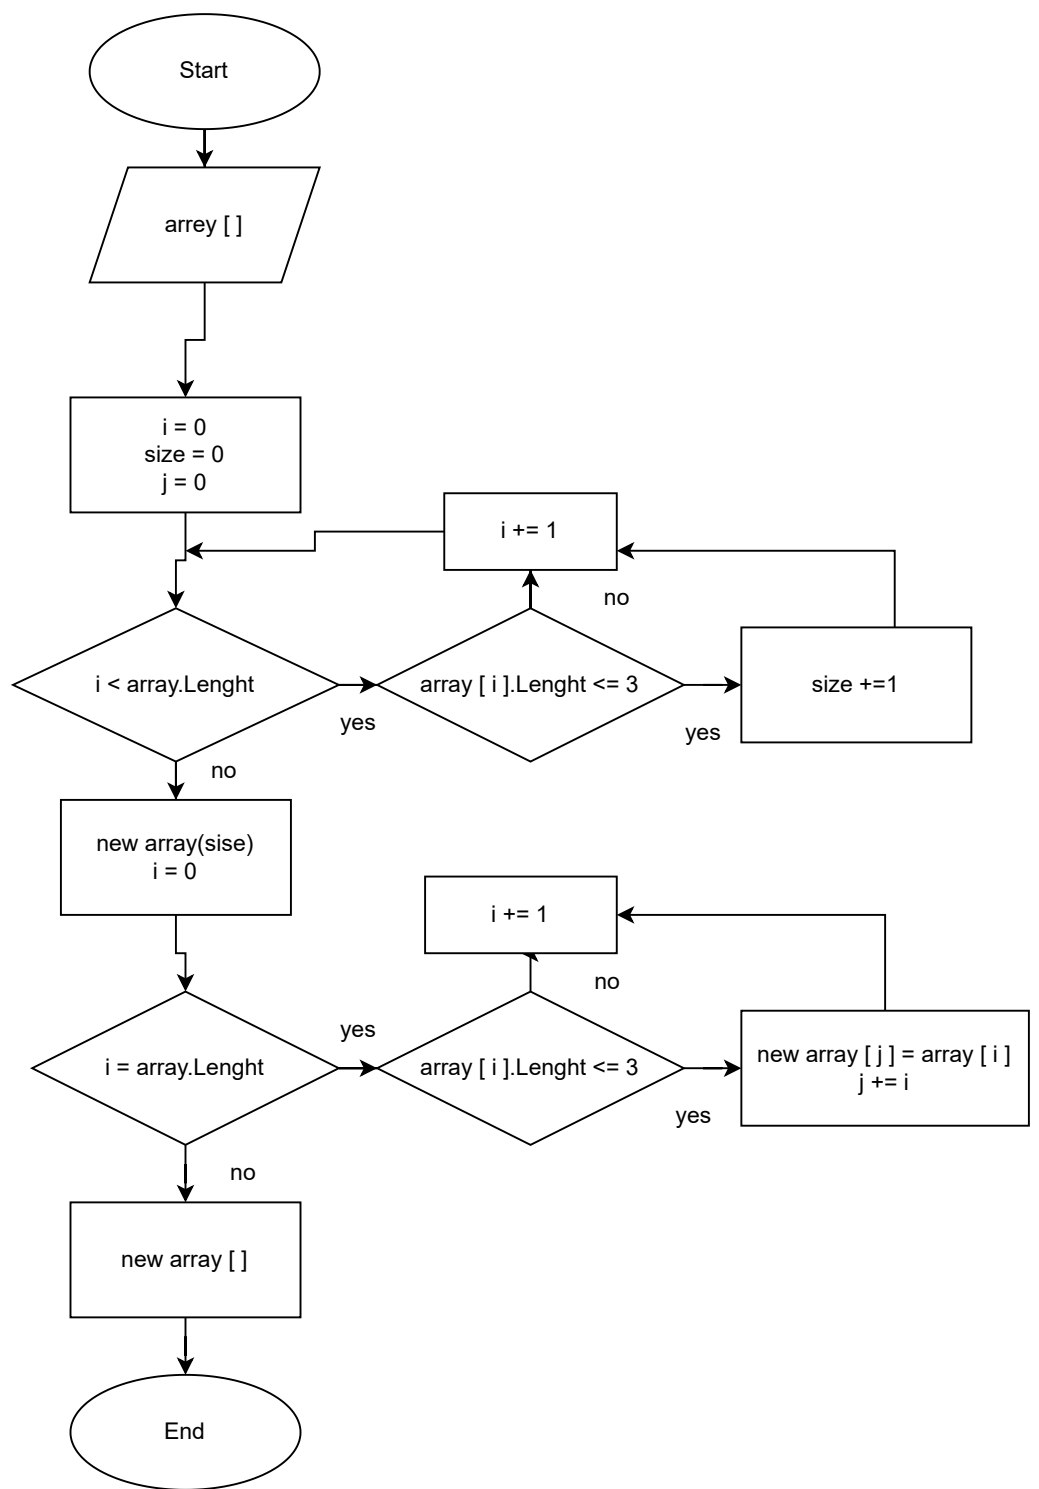 Start
arrey [ ]
i = 0
size = 0
j = 0
i += 1
no
i < array.Lenght
yes
array [ i ].Lenght <= 3
yes
size +=1
no
new array(sise)
i = 0
i += 1
no
i = array.Lenght
yes
array [ i ].Lenght <= 3
yes
new array [ j ] = array [ i ]
j += i
no
new array [ ]
End